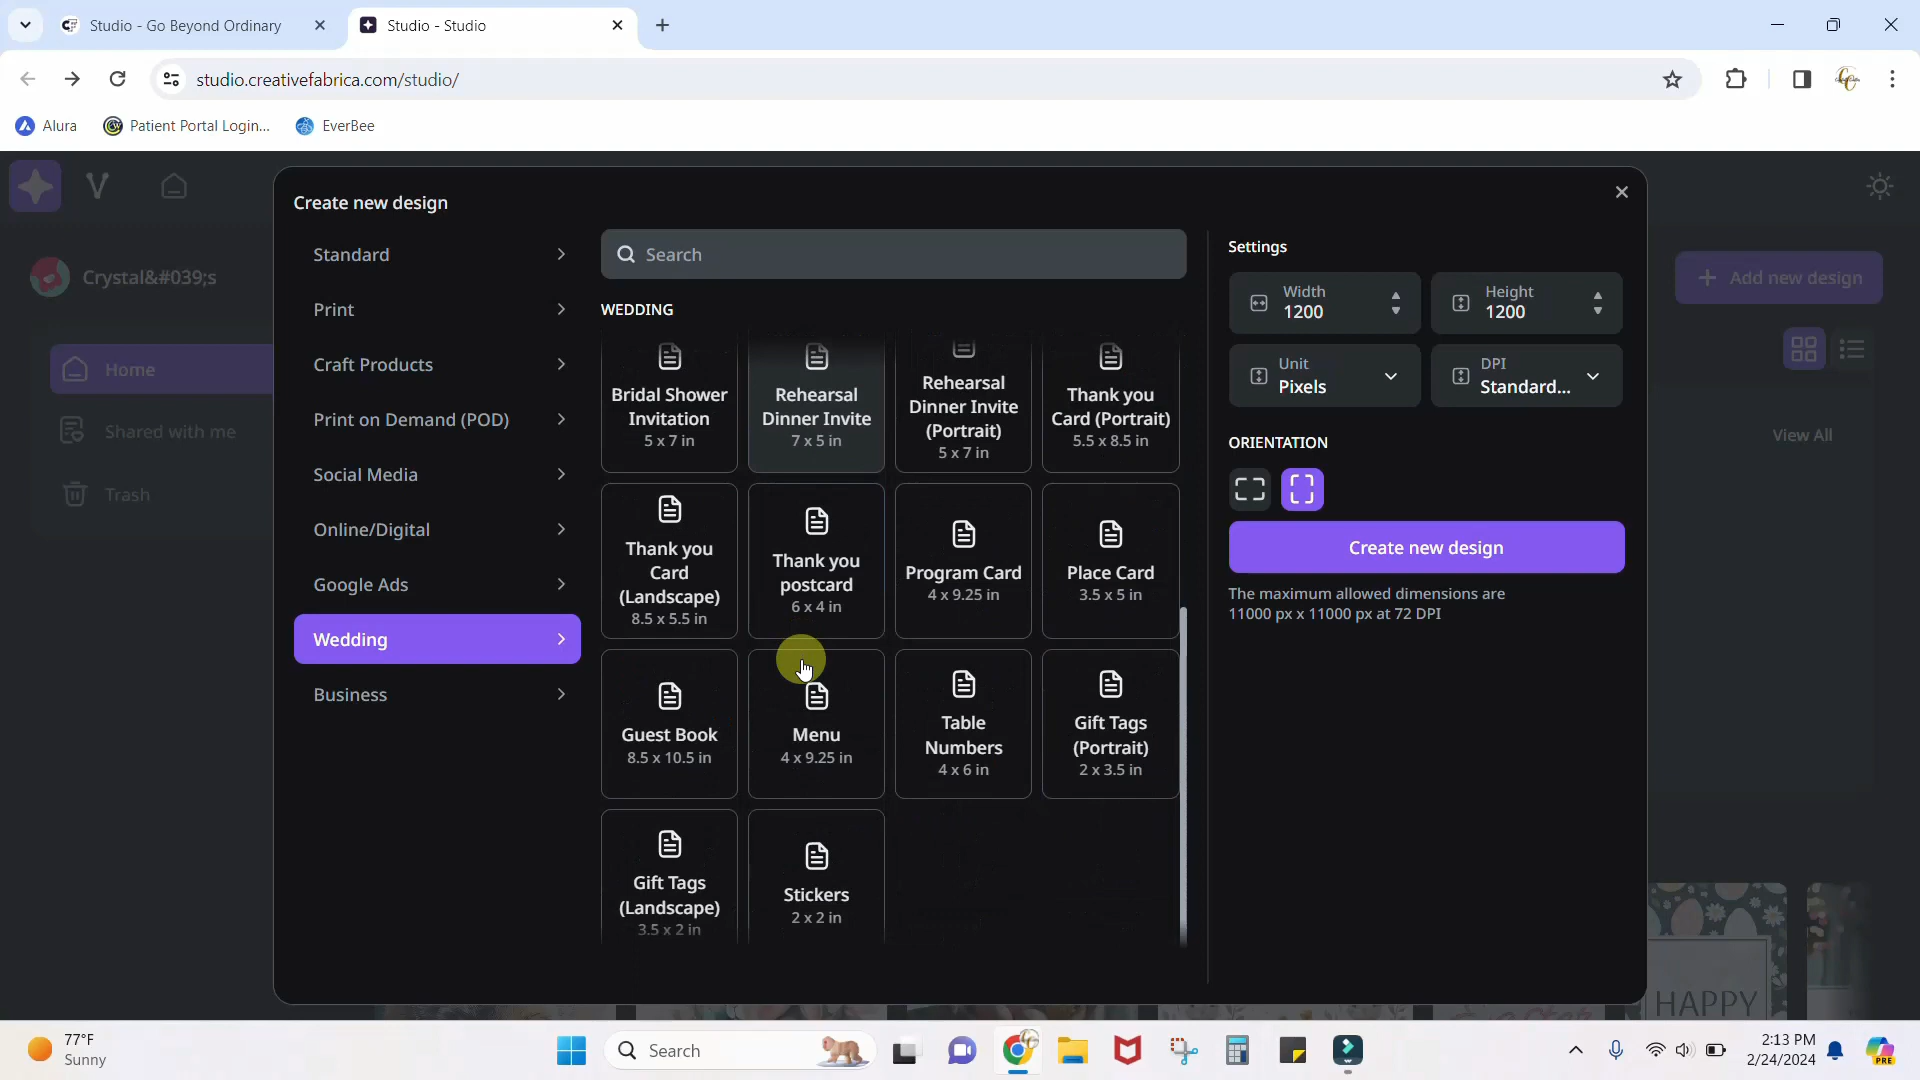 Studio - Go Beyond Ordinary
Studio - Studio
studio.creativefabrica.com/studio/
Alura
Patient Portal Login...
EverBee
Create new design
Crystal&#039;s
Home
Shared with me
Trash
Standard
Print
Craft Products
Print on Demand (POD)
Social Media
Online/Digital
Google Ads
Wedding
Business
Search
WEDDING
Bridal Shower
Invitation
5 x 7 in
Rehearsal
Dinner Invite
7 x 5 in
Rehearsal
Dinner Invite
(Portrait)
5 x 7 in
Thank you
Card (Portrait)
5.5 x 8.5 in
Thank you
Card
(Landscape)
8.5 x 5.5 in
Thank you
postcard
6 x 4 in
Program Card
4 x 9.25 in
Place Card
3.5 x 5 in
Guest Book
8.5 x 10.5 in
Menu
4 x 9.25 in
Table
Numbers
4 x 6 in
Gift Tags
(Portrait)
2 x 3.5 in
Gift Tags
(Landscape)
3.5 x 2 in
Stickers
2 x 2 in
Settings
Width
1200
Height
1200
Unit
Pixels
DPI
Standard...
ORIENTATION
Create new design
The maximum allowed dimensions are
11000 px x 11000 px at 72 DPI
Add new design
View All
HAPPY
77°F
Sunny
Search
2:13 PM
2/24/2024
PRE